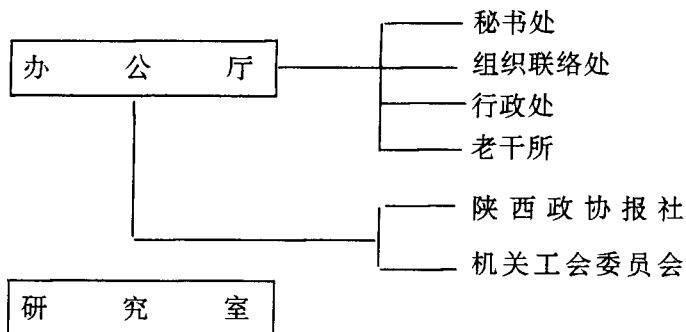 秘书处
办公厅
组织联络处
行政处
老干所
陕西政协报社
机关工会委员会
研究室